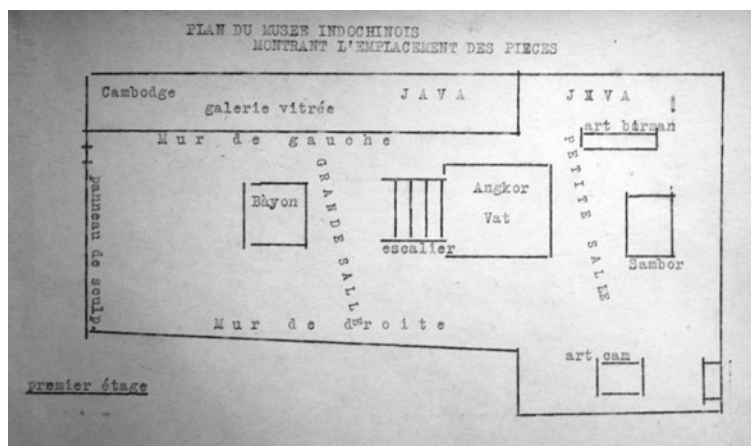 PLAN DU MUSEE INDOCHINOIS
MONTRANT L'EMPLACEMENT DES PIECES
Cambodge
galerie vitrée
JAVA
JAVA
art birman
Mur de gauche
GRANDE SALLE
PETITE SALLE
panneau de sculp.
Bàyon
Angkor
Vat
escalier
Sambor
Mur de droite
art cam
premier étage